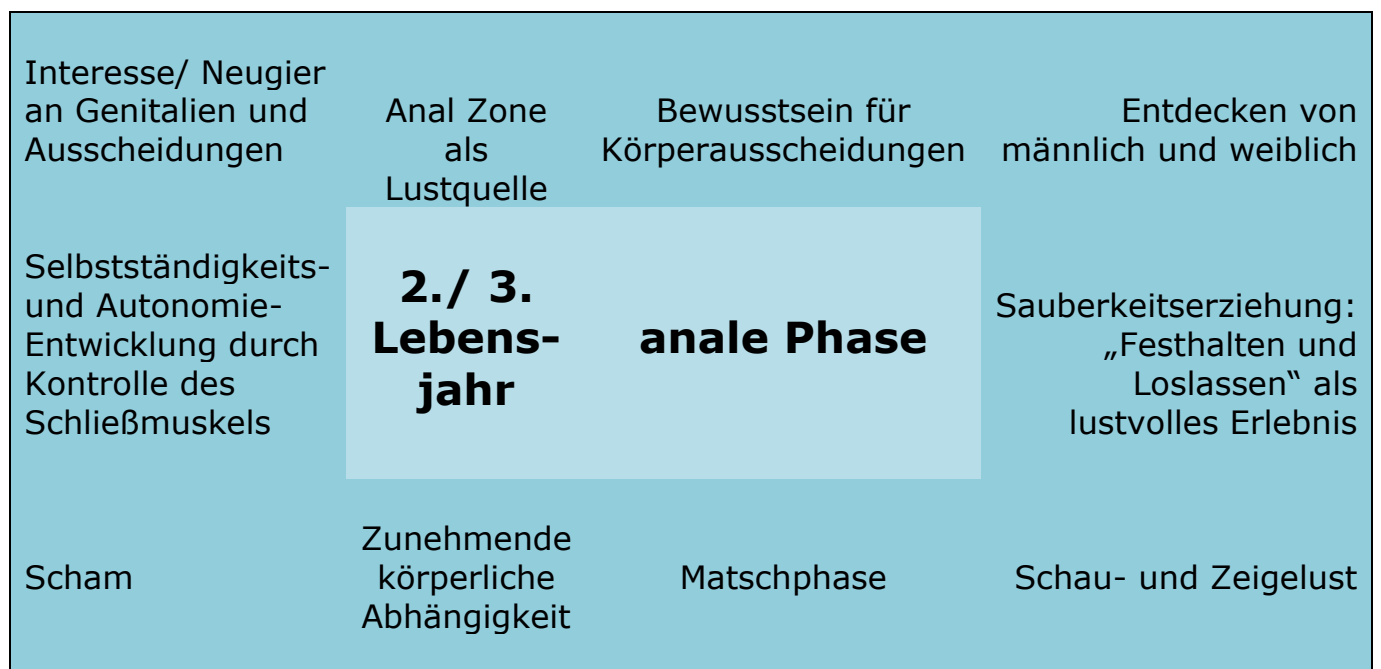 Interesse/ Neugier
an Genitalien und
Ausscheidungen
Anal Zone
als
Lustquelle
Bewusstsein für
Körperausscheidungen
Entdecken von
männlich und weiblich
Selbstständigkeits-
und Autonomie-
Entwicklung durch
Kontrolle des
Schließmuskels
2./ 3.
Lebens-
jahr
anale Phase
Sauberkeitserziehung:
„Festhalten und
Loslassen“ als
lustvolles Erlebnis
Scham
Zunehmende
körperliche
Abhängigkeit
Matschphase
Schau- und Zeigelust